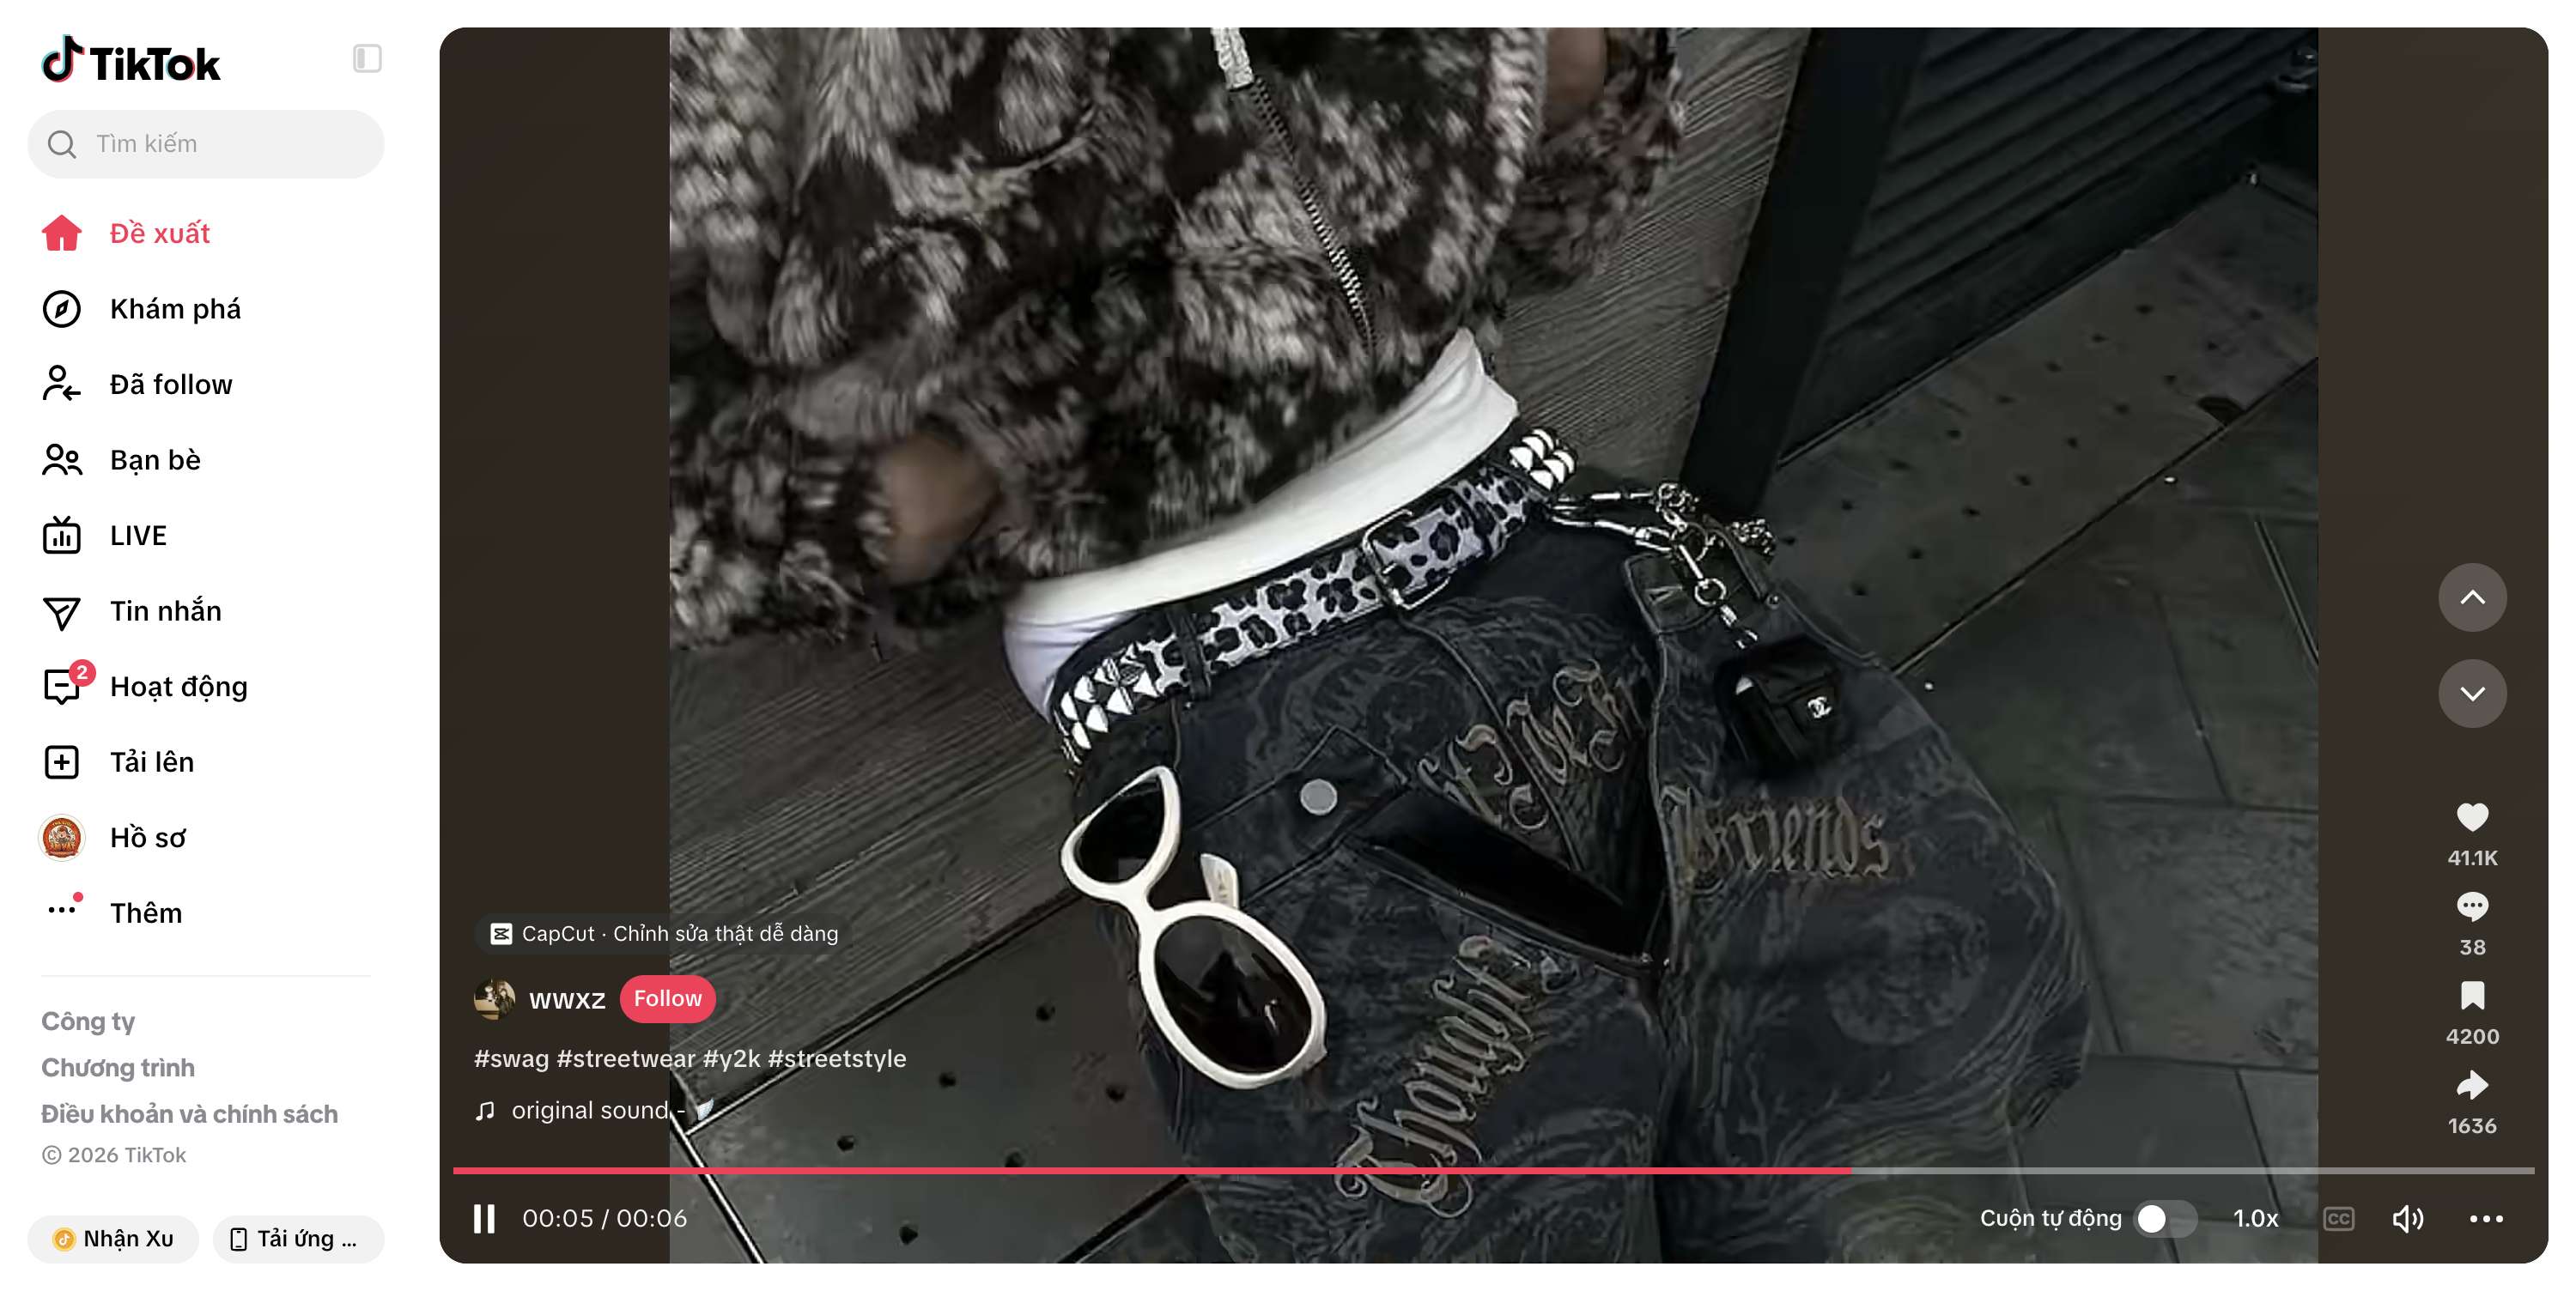 TikTok
Tìm kiếm
Đề xuất
Khám phá
Đã follow
Bạn bè
LIVE
Tin nhắn
2
Hoạt động
Tải lên
Hồ sơ
Thêm
Công ty
Chương trình
Điều khoản và chính sách
© 2026 TikTok
Nhận Xu
Tải ứng ...
Friends
Thoughts
CapCut · Chỉnh sửa thật dễ dàng
wwxz
Follow
#swag #streetwear #y2k #streetstyle
original sound -
41.1K
38
4200
1636
00:05 / 00:06
Cuộn tự động
1.0x
CC